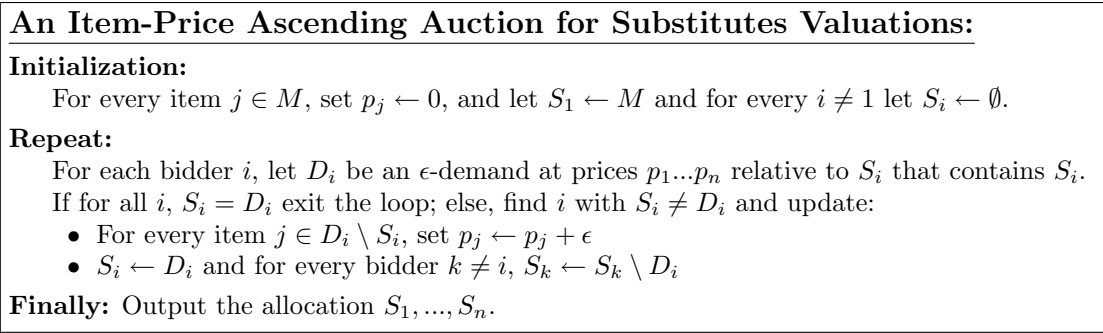 An Item-Price Ascending Auction for Substitutes Valuations:
Initialization:
For every item j ∈ M, set p_j ← 0, and let S_1 ← M and for every i ≠ 1 let S_i ← ∅.
Repeat:
For each bidder i, let D_i be an ϵ-demand at prices p_1...p_n relative to S_i that contains S_i.
If for all i, S_i = D_i exit the loop; else, find i with S_i ≠ D_i and update:
• For every item j ∈ D_i \ S_i, set p_j ← p_j + ϵ
• S_i ← D_i and for every bidder k ≠ i, S_k ← S_k \ D_i
Finally: Output the allocation S_1, ..., S_n.